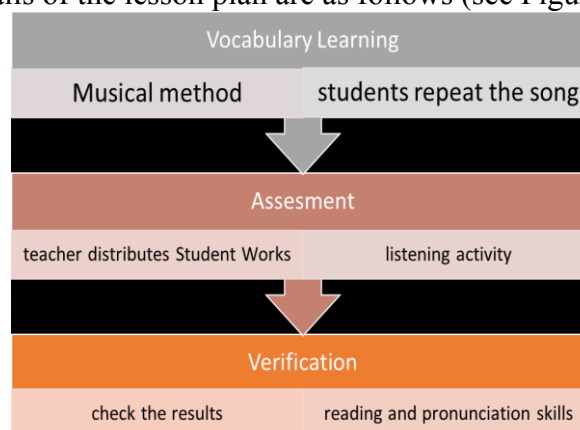 of the lesson plan are as follows (see Figu
Vocabulary Learning
Musical method
students repeat the song
Assesment
teacher distributes Student Works
listening activity
Verification
check the results
reading and pronunciation skills